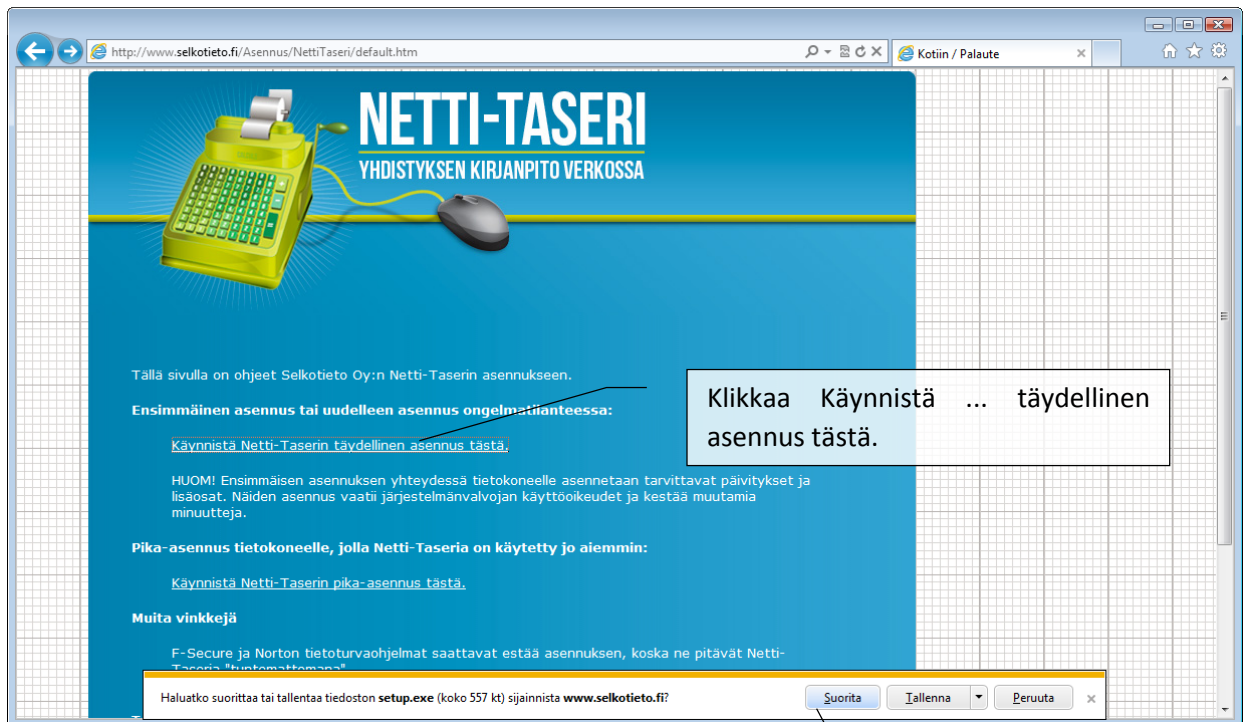 http://www.selkotieto.fi/Asennus/NettiTaseri/default.htm
Kotiin / Palaute
NETTI-TASERI
YHDISTYKSEN KIRJANPITO VERKOSSA
Tällä sivulla on ohjeet Selkotieto Oy:n Netti-Taserin asennukseen.
Ensimmäinen asennus tai uudelleen asennus ongelmatilanteessa:
Klikkaa Käynnistä ... täydellinen
asennus tästä.
Käynnistä Netti-Taserin täydellinen asennus tästä.
HUOM! Ensimmäisen asennuksen yhteydessä tietokoneelle asennetaan tarvittavat päivitykset ja
lisäosat. Näiden asennus vaatii järjestelmänvalvojan käyttöoikeudet ja kestää muutamia
minuutteja.
Pika-asennus tietokoneelle, jolla Netti-Taseria on käytetty jo aiemmin:
Käynnistä Netti-Taserin pika-asennus tästä.
Muita vinkkejä
F-Secure ja Norton tietoturvaohjelmat saattavat estää asennuksen, koska ne pitävät Netti-
Taseria "tuntemattomana"
Haluatko suorittaa tai tallentaa tiedoston setup.exe (koko 557 kt) sijainnista www.selkotieto.fi?
Suorita
Tallenna
Peruuta